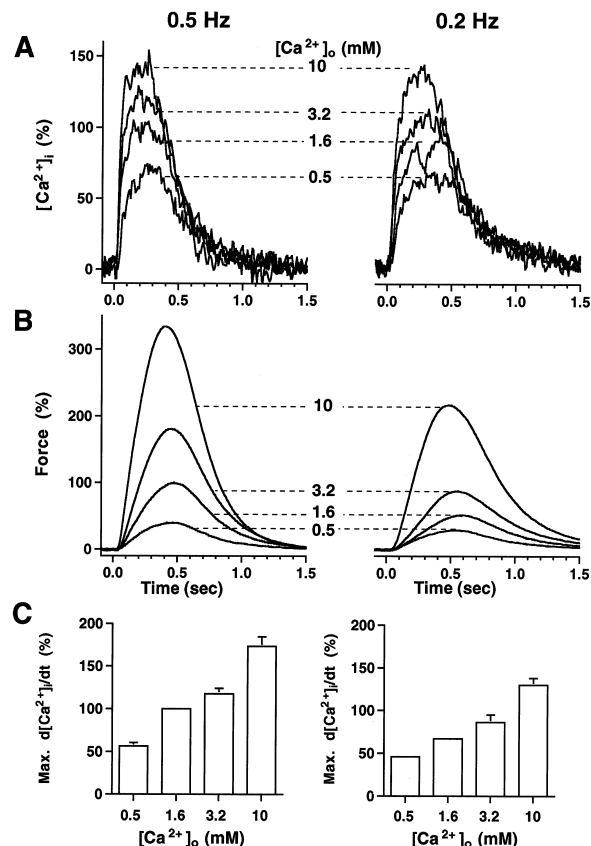 0.5 Hz 0.2 Hz
A
[Ca²⁺]ₒ (mM)
150
100
50
0
[Ca²⁺]ᵢ (%)
10
3.2
1.6
0.5
0.0 0.5 1.0 1.5
0.0 0.5 1.0 1.5
B
300
200
100
0
Force (%)
10
3.2
1.6
0.5
0.0 0.5 1.0 1.5
Time (sec)
0.0 0.5 1.0 1.5
Time (sec)
C
200
150
100
50
0
Max. d[Ca²⁺]ᵢ/dt (%)
0.5 1.6 3.2 10
[Ca²⁺]ₒ (mM)
200
150
100
50
0
Max. d[Ca²⁺]ᵢ/dt (%)
0.5 1.6 3.2 10
[Ca²⁺]ₒ (mM)